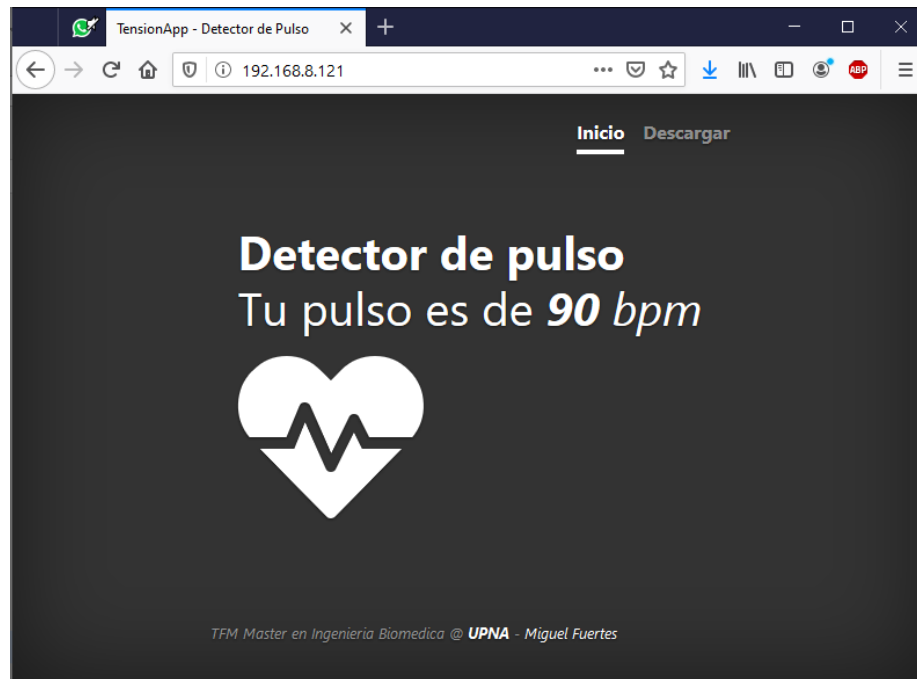 TensionApp - Detector de Pulso
192.168.8.121
ABP
Inicio Descargar
Detector de pulso
Tu pulso es de 90 bpm
TFM Master en Ingenieria Biomedica @ UPNA - Miguel Fuertes